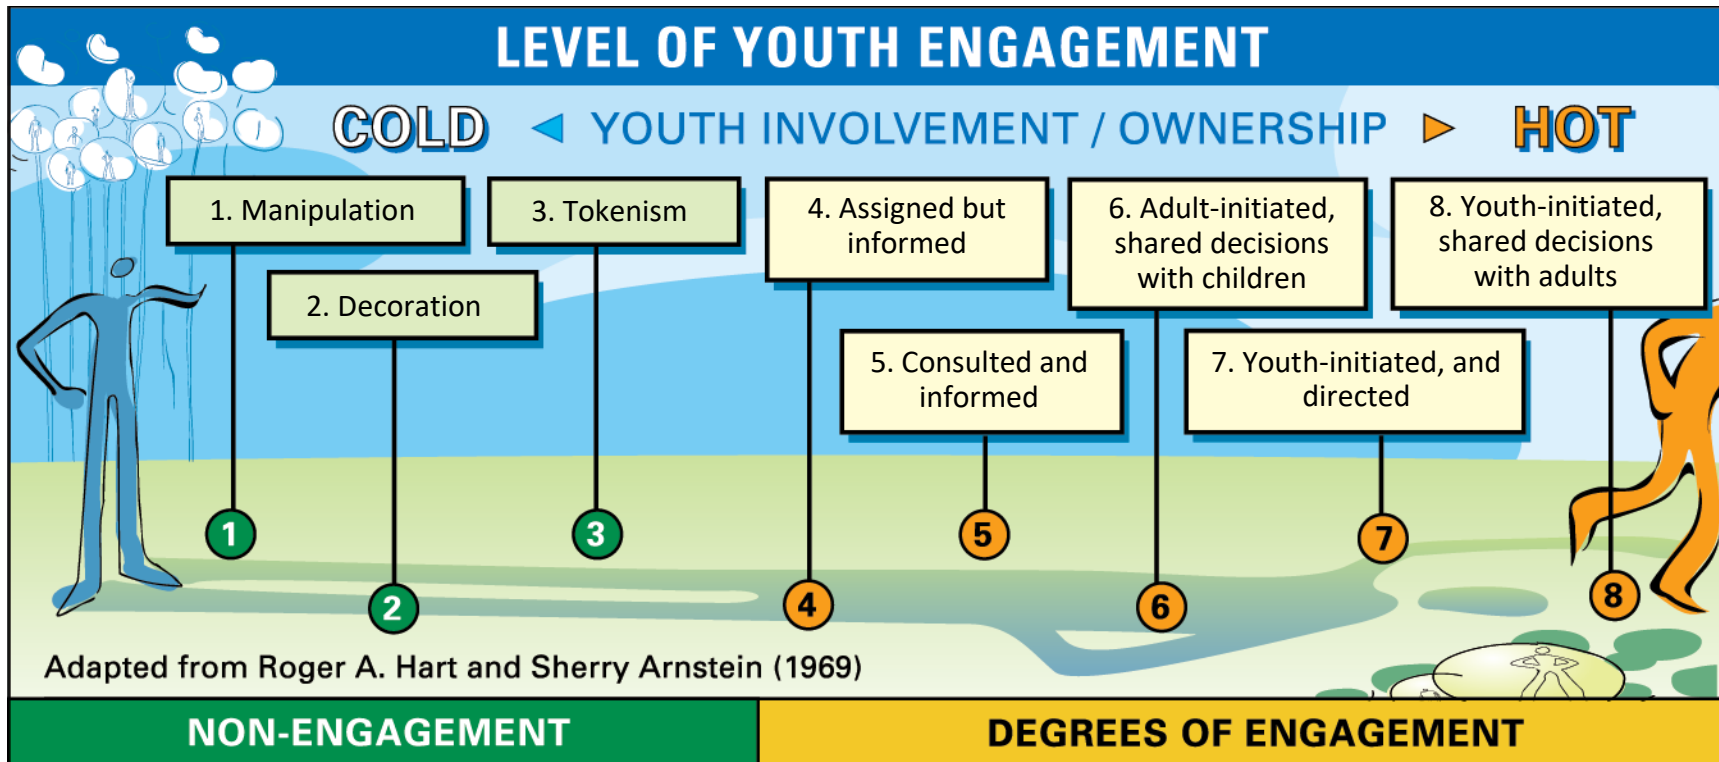 LEVEL OF YOUTH ENGAGEMENT
COLD ◄ YOUTH INVOLVEMENT / OWNERSHIP ► HOT
1. Manipulation
2. Decoration
3. Tokenism
4. Assigned but
informed
5. Consulted and
informed
6. Adult-initiated,
shared decisions
with children
7. Youth-initiated, and
directed
8. Youth-initiated,
shared decisions
with adults
1
2
3
4
5
6
7
8
Adapted from Roger A. Hart and Sherry Arnstein (1969)
NON-ENGAGEMENT
DEGREES OF ENGAGEMENT